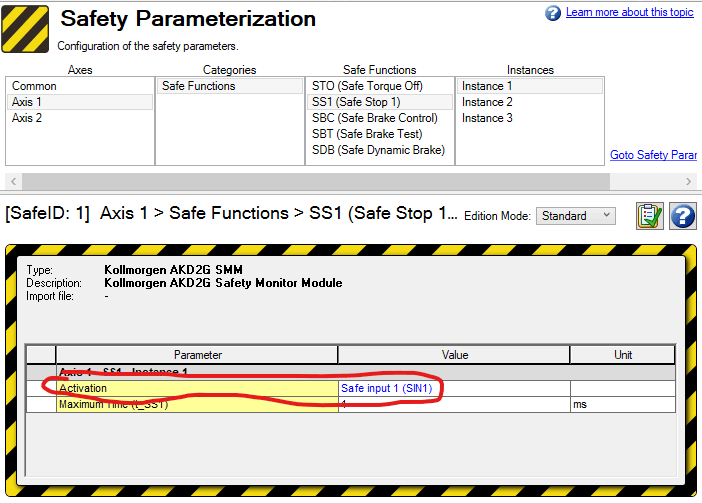 Safety Parameterization
Learn more about this topic
Configuration of the safety parameters.
Axes Categories Safe Functions Instances
Common Safe Functions STO (Safe Torque Off) Instance 1
Axis 1 SS1 (Safe Stop 1) Instance 2
Axis 2 SBC (Safe Brake Control) Instance 3
SBT (Safe Brake Test)
SDB (Safe Dynamic Brake)
Goto Safety Parar
[SafeID: 1] Axis 1 > Safe Functions > SS1 (Safe Stop 1... Edition Mode: Standard
Type: Kollmorgen AKD2G SMM
Description: Kollmorgen AKD2G Safety Monitor Module
Import file: -
Parameter Value Unit
Axis 1 - SS1 - Instance 1
Activation Safe input 1 (SIN1)
Maximum Time (t_SS1) 1 ms